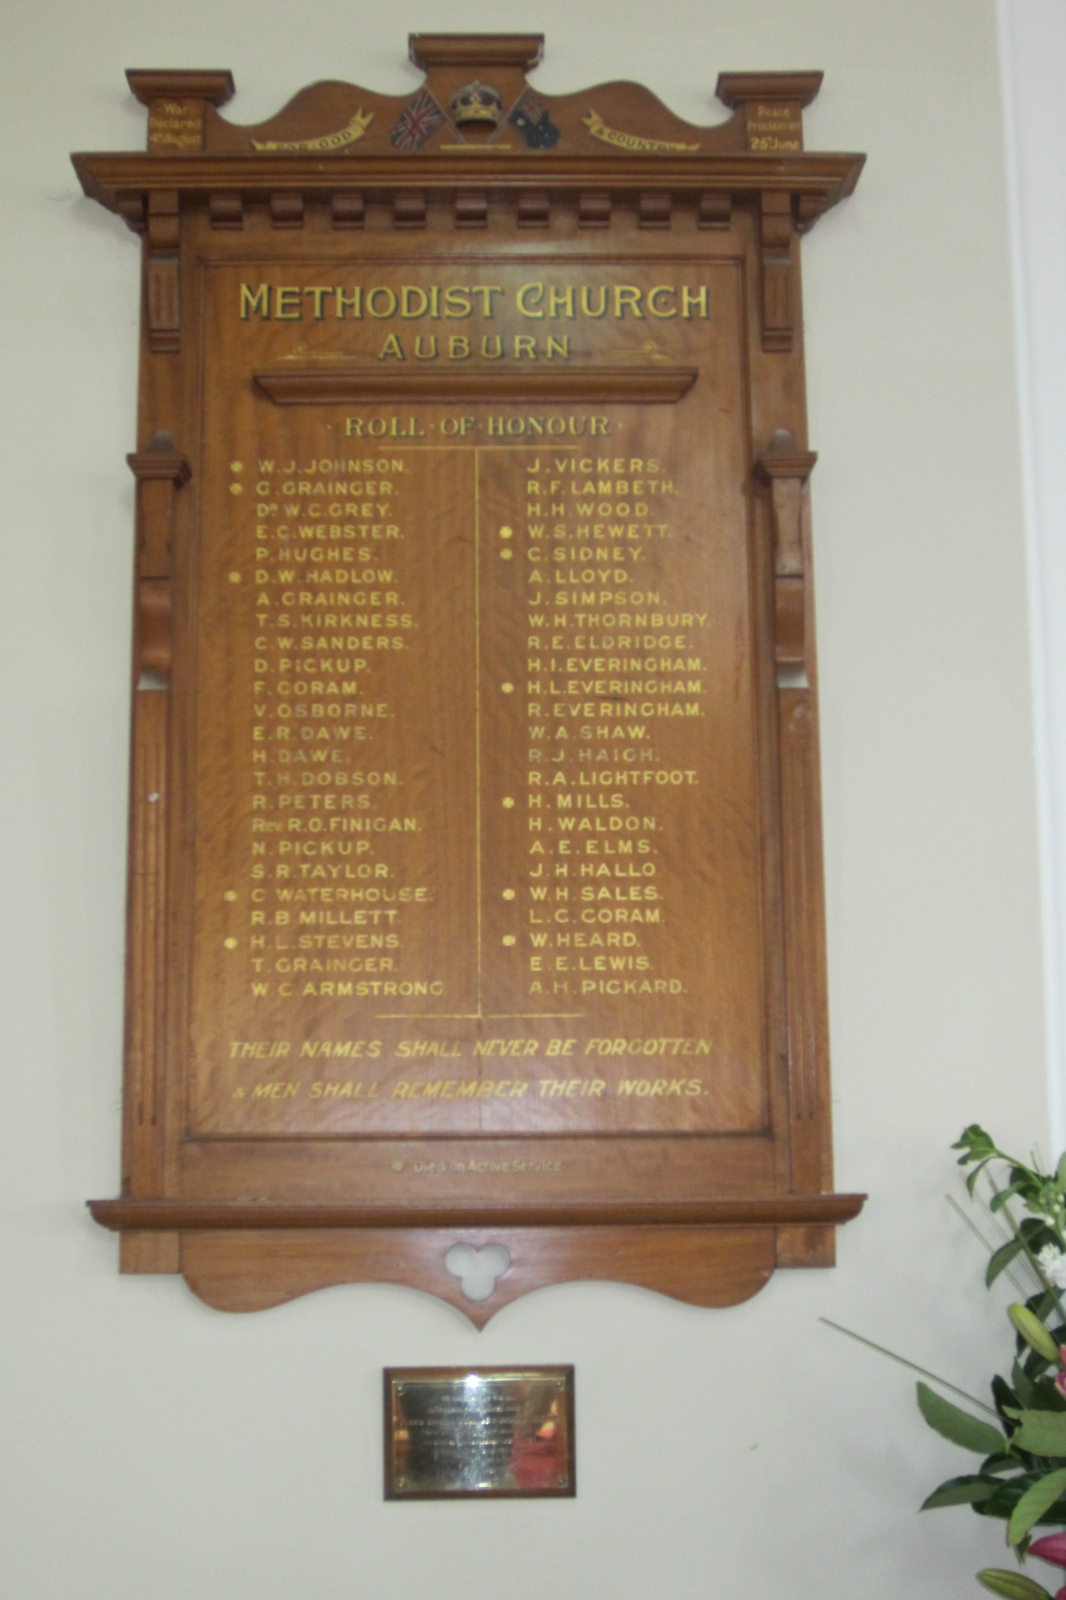 War
Declared
4th August
FOR GOD
& COUNTRY
Peace
Proclaimed
25th June
METHODIST CHURCH
AUBURN
ROLL · OF · HONOUR
W.J.JOHNSON.
G.GRAINGER.
Dr W.C.GREY.
E.C.WEBSTER.
P.HUGHES.
D.W.HADLOW.
A.GRAINGER.
T.S.KIRKNESS.
C.W.SANDERS.
D.PICKUP.
F.CORAM.
V.OSBORNE.
E.R.DAWE.
H.DAWE.
T.H.DOBSON.
R.PETERS.
Rev. R.O.FINIGAN.
N.PICKUP.
S.R.TAYLOR.
C WATERHOUSE.
R.B MILLETT.
H.L.STEVENS.
T.GRAINGER.
W.C.ARMSTRONG.
J.VICKERS.
R.F.LAMBETH.
H.H.WOOD.
W.S.HEWETT.
C.SIDNEY.
A.LLOYD.
J.SIMPSON.
W.H.THORNBURY.
R.E.ELDRIDGE.
H.I.EVERINGHAM.
H.L.EVERINGHAM.
R.EVERINGHAM.
W.A.SHAW.
R.J.HAIGH.
R.A.LIGHTFOOT.
H.MILLS.
H.WALDON.
A.E.ELMS.
J.H.HALLO
W.H.SALES.
L.C.CORAM.
W.HEARD.
E.E.LEWIS.
A.H.PICKARD.
THEIR NAMES SHALL NEVER BE FORGOTTEN
& MEN SHALL REMEMBER THEIR WORKS.
Died on Active Service